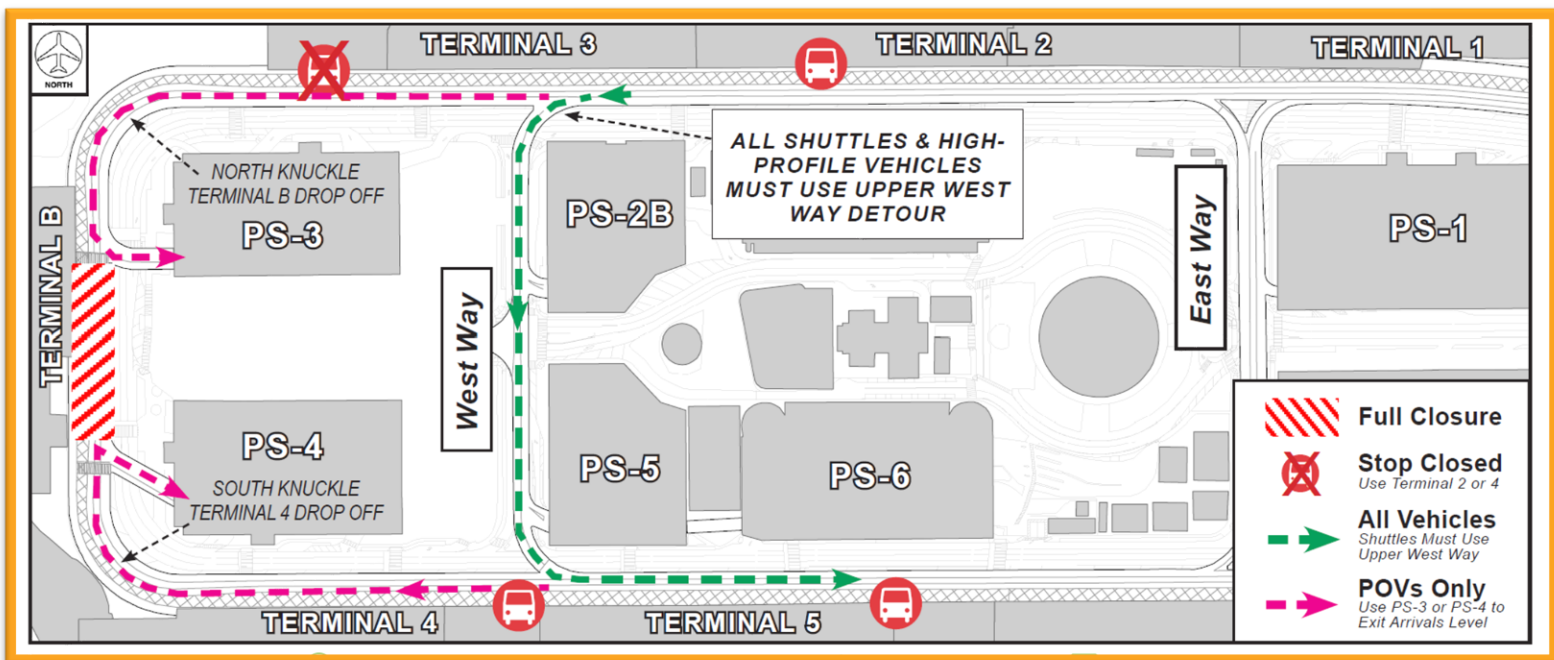 TERMINAL 3
TERMINAL 2
TERMINAL 1
NORTH
ALL SHUTTLES & HIGH-
PROFILE VEHICLES
MUST USE UPPER WEST
WAY DETOUR
NORTH KNUCKLE
TERMINAL B DROP OFF
PS-3
PS-2B
PS-1
TERMINAL B
West Way
East Way
PS-4
SOUTH KNUCKLE
TERMINAL 4 DROP OFF
PS-5
PS-6
TERMINAL 4
TERMINAL 5
Full Closure
Stop Closed
Use Terminal 2 or 4
All Vehicles
Shuttles Must Use
Upper West Way
POVs Only
Use PS-3 or PS-4 to
Exit Arrivals Level